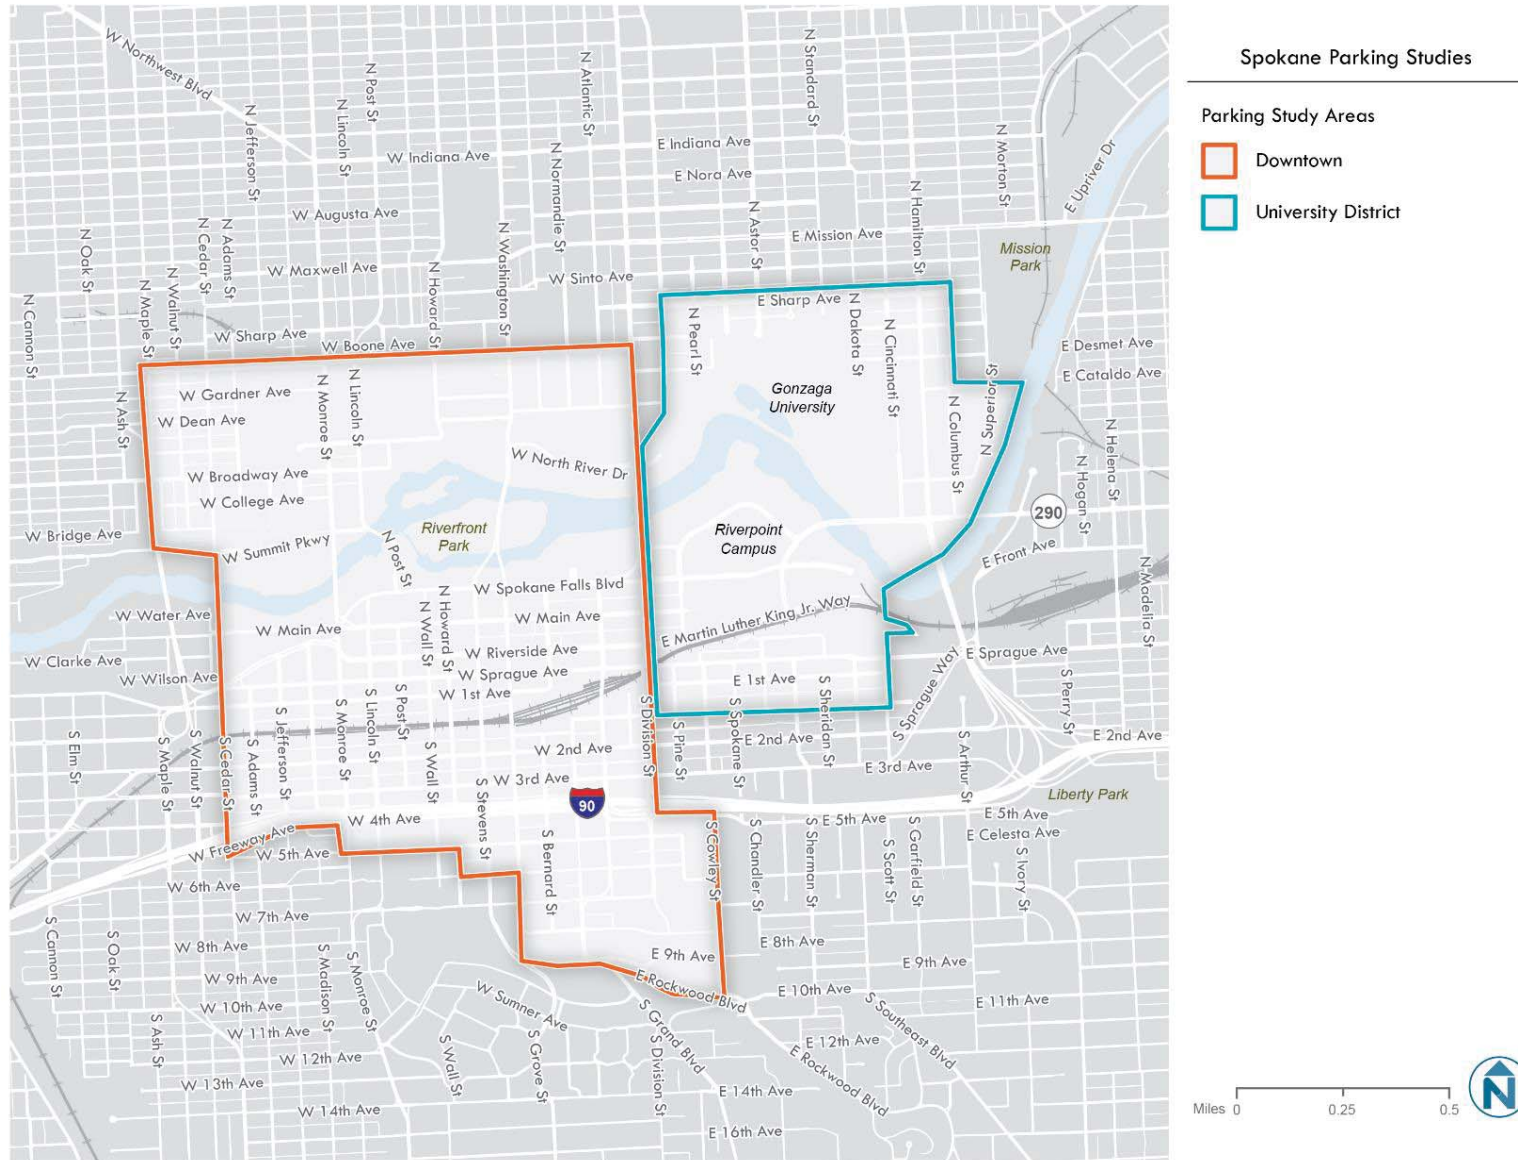 Spokane Parking Studies
Parking Study Areas
Downtown
University District
W Northwest Blvd
N Post St
N Atlantic St
N Standard St
N Jefferson St
N Lincoln St
W Indiana Ave
E Indiana Ave
N Normandie St
E Nora Ave
N Morton St
E Upriver Dr
N Oak St
N Cedar St
N Adams St
W Augusta Ave
N Washington St
N Astor St
E Mission Ave
N Hamilton St
Mission
Park
N Cannon St
N Maple St
N Walnut St
W Maxwell Ave
N Howard St
W Sinto Ave
W Sharp Ave
W Boone Ave
E Sharp Ave
N Pearl St
N Dakota St
N Cincinnati St
E Desmet Ave
E Cataldo Ave
N Superior St
N Ash St
W Gardner Ave
W Dean Ave
N Monroe St
N Lincoln St
Gonzaga
University
N Columbus St
N Helena St
N Hogan St
W Broadway Ave
W College Ave
W North River Dr
W Bridge Ave
W Summit Pkwy
N Post St
Riverfront
Park
Riverpoint
Campus
290
E Front Ave
N Madelia St
W Water Ave
W Main Ave
N Wall St
N Howard St
W Spokane Falls Blvd
W Main Ave
E Martin Luther King Jr. Way
W Clarke Ave
W Wilson Ave
W Riverside Ave
W Sprague Ave
W 1st Ave
E 1st Ave
E Sprague Ave
S Sprague Way
S Perry St
S Elm St
S Maple St
S Walnut St
S Cedar St
S Adams St
S Jefferson St
S Monroe St
S Lincoln St
S Post St
S Wall St
S Division St
S Pine St
S Spokane St
S Sheridan St
W 2nd Ave
E 2nd Ave
E 2nd Ave
W 3rd Ave
E 3rd Ave
S Arthur St
90
Liberty Park
W Freeway Ave
W 4th Ave
S Stevens St
W 5th Ave
E 5th Ave
E 5th Ave
E Celesta Ave
S Bernard St
S Cowley St
S Chandler St
S Sherman St
S Scott St
S Garfield St
S Ivory St
W 6th Ave
W 7th Ave
S Cannon St
S Oak St
W 8th Ave
S Madison St
S Monroe St
E 8th Ave
E 9th Ave
E 9th Ave
W 9th Ave
E Rockwood Blvd
W 10th Ave
E 10th Ave
E 11th Ave
S Southeast Blvd
S Ash St
W 11th Ave
W Sumner Ave
S Grand Blvd
W 12th Ave
S Wall St
S Grove St
S Division St
E 12th Ave
E Rockwood Blvd
W 13th Ave
E 14th Ave
W 14th Ave
E 16th Ave
Miles 0 0.25 0.5
N